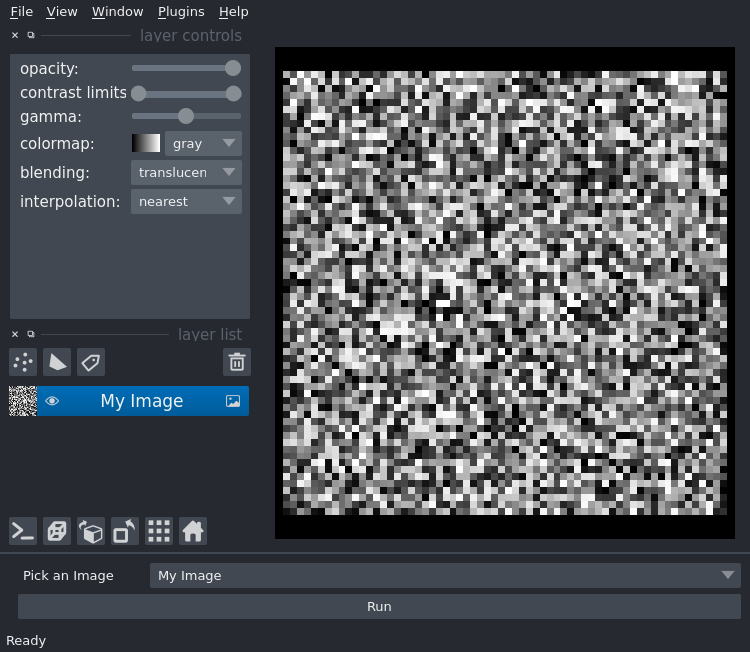 File View Window Plugins Help
layer controls
opacity:
contrast limits
gamma:
colormap: gray
blending: translucen
interpolation: nearest
layer list
My Image
Pick an Image My Image
Run
Ready